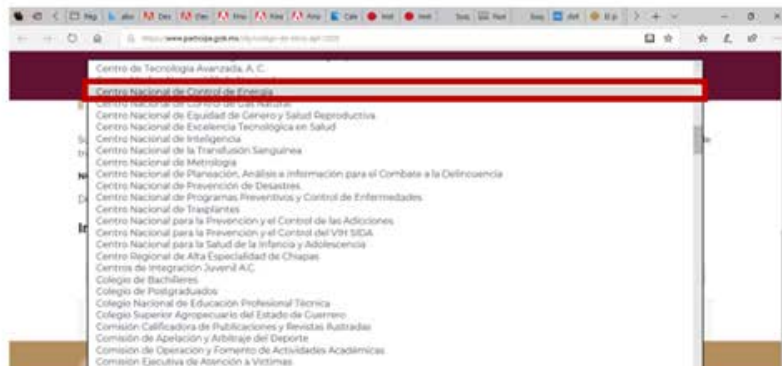 www.participa.gob.mx
Centro de Tecnología Avanzada, A. C.
Centro Nacional de Control de Energía
Centro Nacional de Control de Gas Natural
Centro Nacional de Equidad de Género y Salud Reproductiva
Centro Nacional de Excelencia Tecnológica en Salud
Centro Nacional de Inteligencia
Centro Nacional de la Transfusión Sanguínea
Centro Nacional de Metrología
Centro Nacional de Planeación, Análisis e Información para el Combate a la Delincuencia
Centro Nacional de Prevención de Desastres
Centro Nacional de Programas Preventivos y Control de Enfermedades
Centro Nacional de Trasplantes
Centro Nacional para la Prevención y el Control de las Adicciones
Centro Nacional para la Prevención y el Control del VIH SIDA
Centro Nacional para la Salud de la Infancia y Adolescencia
Centro Regional de Alta Especialidad de Chiapas
Centros de Integración Juvenil A.C
Colegio de Bachilleres
Colegio de Postgraduados
Colegio Nacional de Educación Profesional Técnica
Colegio Superior Agropecuario del Estado de Guerrero
Comisión Calificadora de Publicaciones y Revistas Ilustradas
Comisión de Apelación y Arbitraje del Deporte
Comisión de Operación y Fomento de Actividades Académicas
Comisión Ejecutiva de Atención a Víctimas